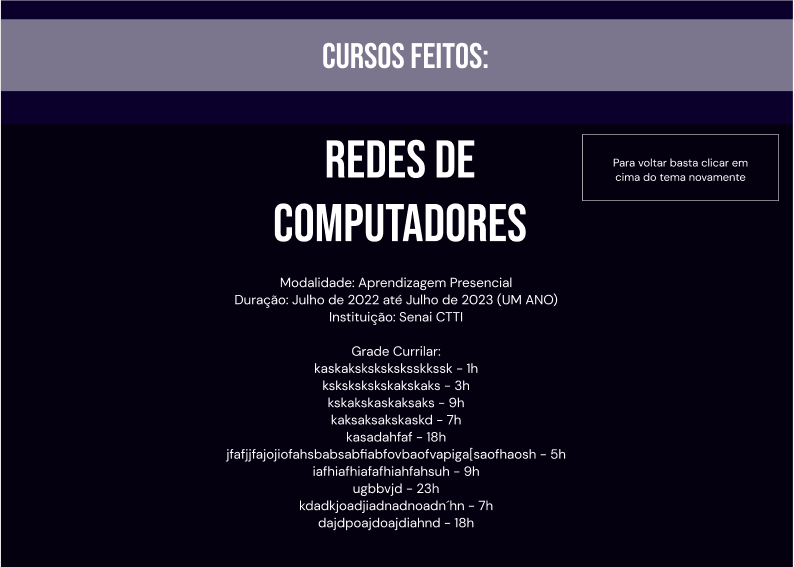 CURSOS FEITOS:
REDES DE
COMPUTADORES
Para voltar basta clicar em
cima do tema novamente
Modalidade: Aprendizagem Presencial
Duração: Julho de 2022 até Julho de 2023 (UM ANO)
Instituição: Senai CTTI
Grade Currilar:
kaskakskskskssskkssk - 1h
kskskskskskakskaks - 3h
kskakskaskaksaks - 9h
kaksaksakskaskd - 7h
kasadahfaf - 18h
jfafjjfajojiofahsbabsabfiabfovbaofvapiga[saofhaosh - 5h
iafhiafhiafafhiahfahsuh - 9h
ugbbvjd - 23h
kdadkjoadjiadnadnoadn´hn - 7h
dajdpoajdoajdiahnd - 18h